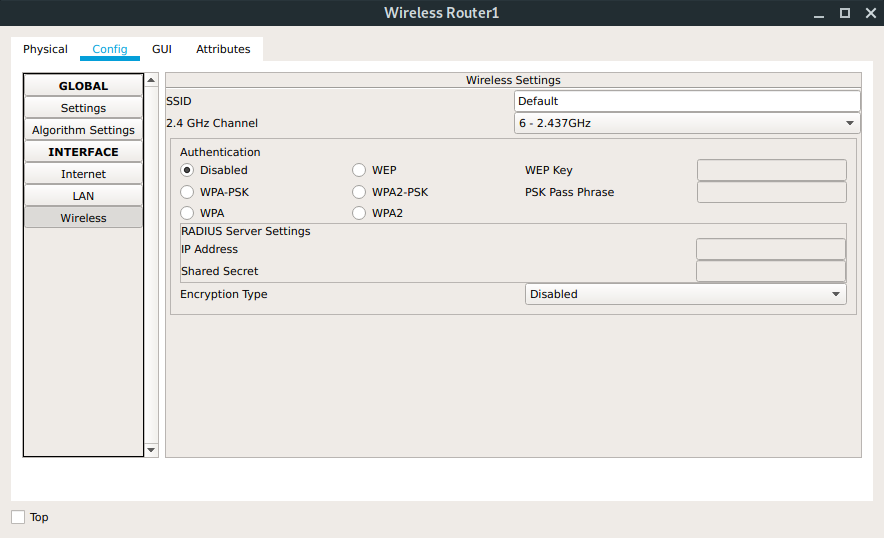 Wireless Router1
Physical Config GUI Attributes
GLOBAL
Settings
Algorithm Settings
INTERFACE
Internet
LAN
Wireless
Wireless Settings
SSID Default
2.4 GHz Channel 6 - 2.437GHz
Authentication
Disabled WEP WEP Key
WPA-PSK WPA2-PSK PSK Pass Phrase
WPA WPA2
RADIUS Server Settings
IP Address
Shared Secret
Encryption Type Disabled
Top